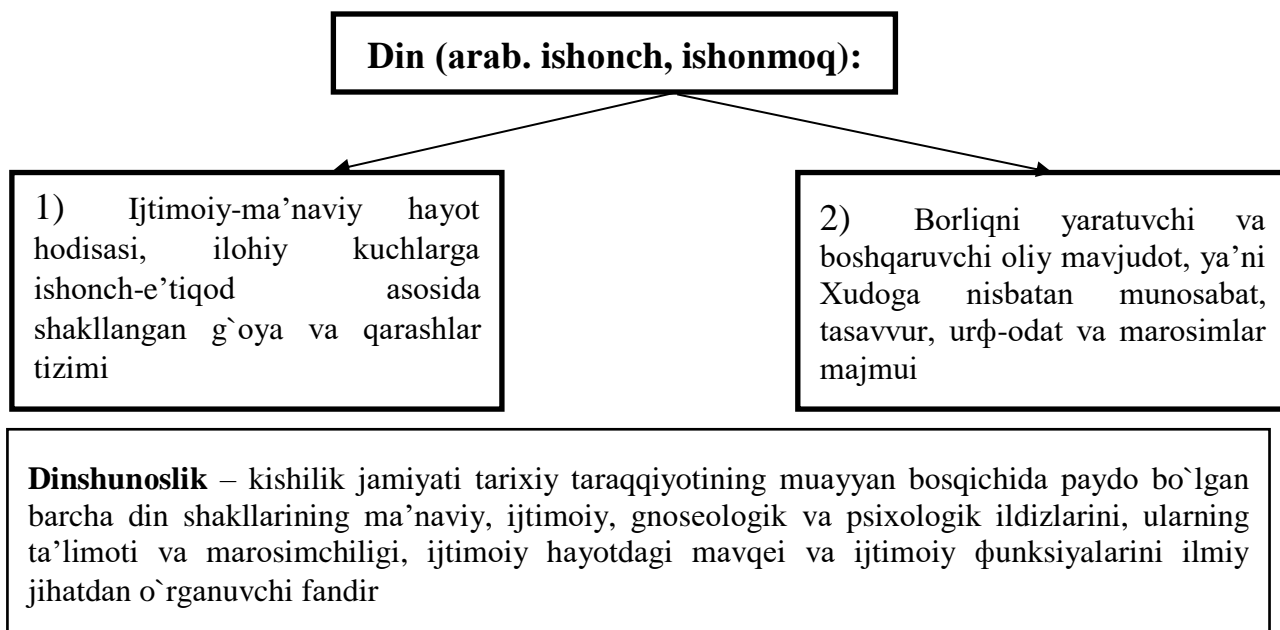 Din (arab. ishonch, ishonmoq):
1) Ijtimoiy-ma’naviy hayot
hodisasi, ilohiy kuchlarga
ishonch-e’tiqod asosida
shakllangan g`oya va qarashlar
tizimi
2) Borliqni yaratuvchi va
boshqaruvchi oliy mavjudot, ya’ni
Xudoga nisbatan munosabat,
tasavvur, urф-odat va marosimlar
majmui
Dinshunoslik – kishilik jamiyati tarixiy taraqqiyotining muayyan bosqichida paydo bo`lgan
barcha din shakllarining ma’naviy, ijtimoiy, gnoseologik va psixologik ildizlarini, ularning
ta’limoti va marosimchiligi, ijtimoiy hayotdagi mavqei va ijtimoiy фunksiyalarini ilmiy
jihatdan o`rganuvchi fandir